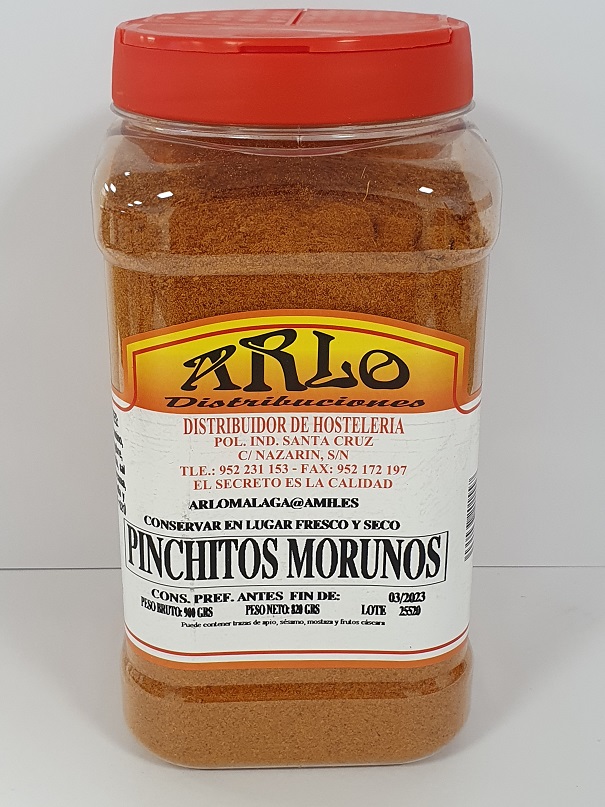 ARLO
Distribuciones
DISTRIBUIDOR DE HOSTELERIA
POL. IND. SANTA CRUZ
C/ NAZARIN, S/N
TLE.: 952 231 153 - FAX: 952 172 197
EL SECRETO ES LA CALIDAD
ARLOMALAGA@AMH.ES
CONSERVAR EN LUGAR FRESCO Y SECO
PINCHITOS MORUNOS
CONS. PREF. ANTES FIN DE: 03/2023
PESO BRUTO: 900 GRS PESO NETO: 820 GRS LOTE 25520
Puede contener trazas de apio, sésamo, mostaza y frutos cáscara